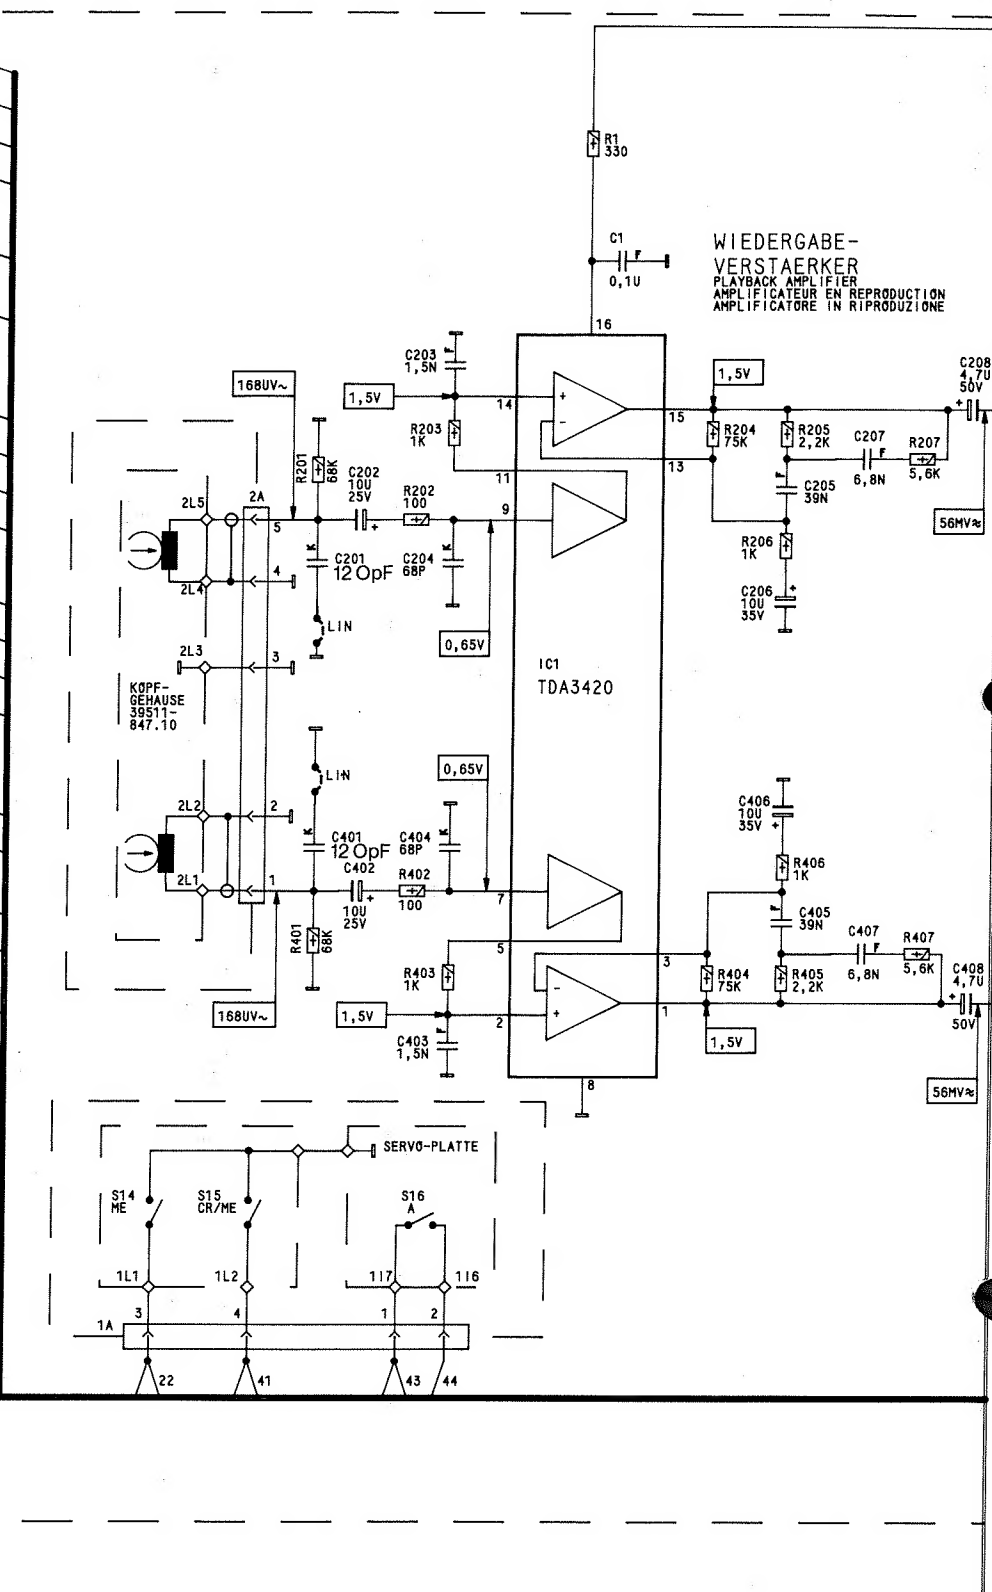 R1
330
C1
F
0,1U
WIEDERGABE-
VERSTAERKER
PLAYBACK AMPLIFIER
AMPLIFICATEUR EN REPRODUCTION
AMPLIFICATORE IN RIPRODUZIONE
16
C203
1,5N
F
168UV~
1,5V
14
R203
1K
11
+
-
15
13
1,5V
R204
75K
R205
2,2K
C207
F
6,8N
R207
5,6K
C208
4,7U
50V
+
56MV≈
F
C205
39N
R206
1K
C206
10U
35V
+
R201
68K
C202
10U
25V
+
R202
100
9
2L5
2A
5
K
C201
120pF
C204
68P
K
2L4
4
LIN
0,65V
2L3
3
KOPF-
GEHAUSE
39511-
847.10
IC1
TDA3420
LIN
0,65V
2L2
2
K
C401
120pF
C402
10U
25V
+
C404
68P
K
R402
100
7
2L1
1
R401
68K
5
R403
1K
168UV~
1,5V
2
C403
1,5N
F
-
+
3
1
8
C406
10U
35V
+
R406
1K
F
C405
39N
R404
75K
R405
2,2K
C407
F
6,8N
R407
5,6K
C408
4,7U
+
50V
1,5V
56MV≈
SERVO-PLATTE
S14
ME
S15
CR/ME
S16
A
1L1
1L2
1I7
1I6
3
4
1
2
1A
22
41
43
44